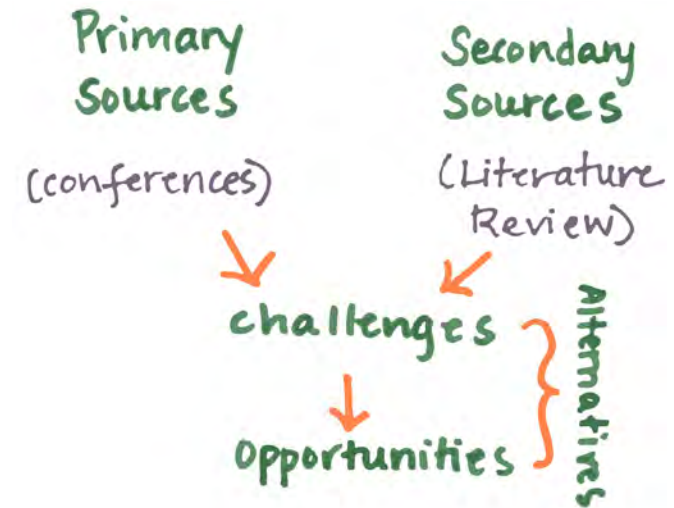 Primary
Sources
(conferences)
Secondary
Sources
(Literature
Review)
challenges
opportunities
Alternatives